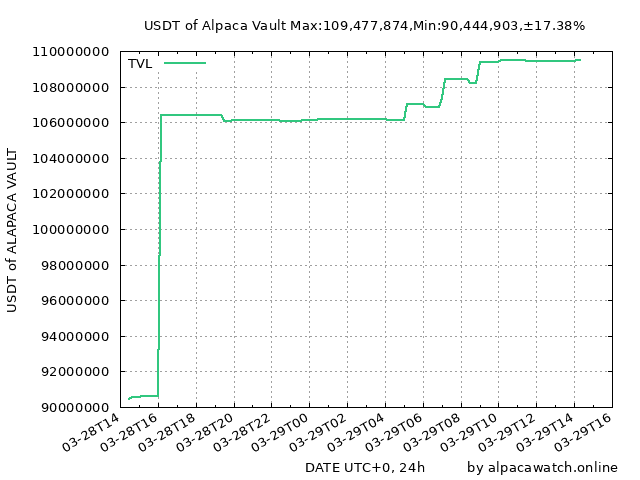 USDT of Alpaca Vault Max:109,477,874,Min:90,444,903,±17.38%
TVL
110000000
108000000
106000000
104000000
102000000
100000000
98000000
96000000
94000000
92000000
90000000
USDT of ALAPACA VAULT
03-28T14
03-28T16
03-28T18
03-28T20
03-28T22
03-29T00
03-29T02
03-29T04
03-29T06
03-29T08
03-29T10
03-29T12
03-29T14
03-29T16
DATE UTC+0, 24h
by alpacawatch.online